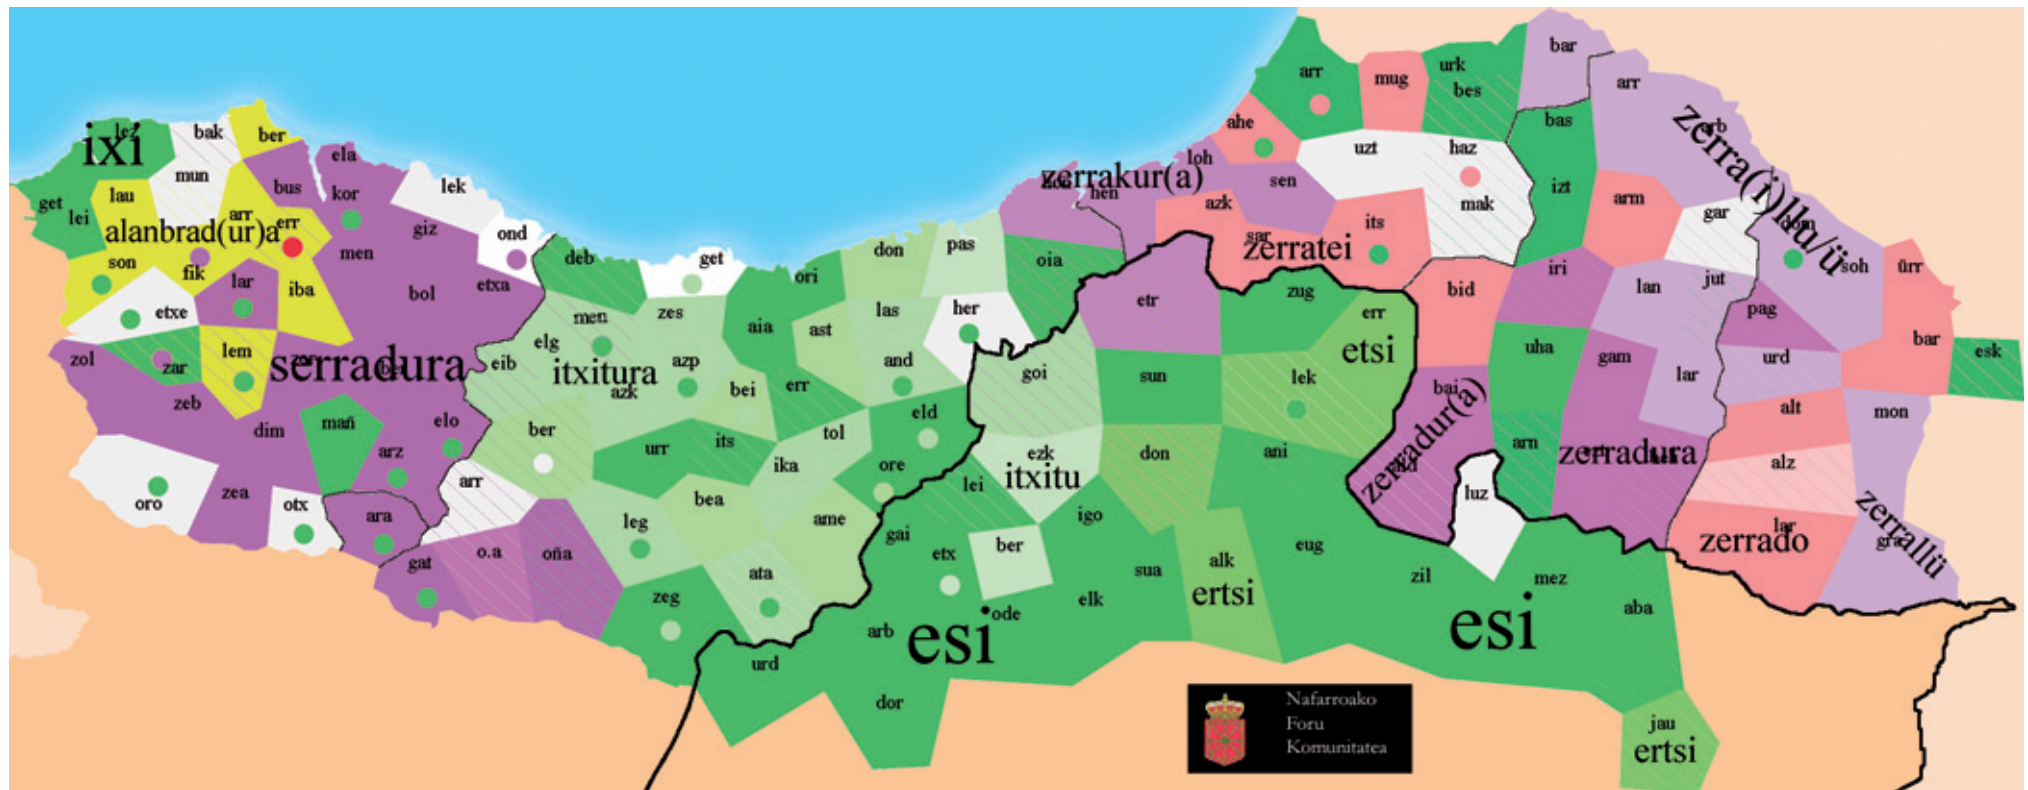 bar
arr
mug
urk
bes
arr
lez
ixi
bak
ber
ahe
bas
ela
uzt
haz
zerra(i)llü/ü
loh
mun
bus
kor
lek
zerrakur(a)
hen
sen
izt
lau
get
lei
arr
err
giz
azk
its
mak
arm
gar
alanbrad(ur)a
ond
don
pas
sar
zerratei
men
deb
get
oia
soh
ürr
son
fik
lar
iba
bol
etxa
ori
etr
zug
bid
iri
lan
jut
etxe
men
zes
las
her
err
pag
aia
ast
etsi
uha
bar
esk
zol
zar
lem
serradura
elg
eib
itxitura
azp
and
goi
sun
lek
gam
urd
lar
azk
bei
err
bai
zeb
dim
mañ
elo
ber
urr
its
tol
eld
alt
mon
arz
ika
ore
ezk
itxitu
don
ani
zerradur(a)
arn
zerradura
alz
oro
zea
otx
ara
arr
leg
bea
ame
lei
igo
luz
lar
zerrado
zerrallü
gat
o.a
oña
ata
gai
etx
ber
sua
alk
ertsi
eug
zil
mez
zeg
elk
aba
arb
esi
ode
esi
urd
dor
Nafarroako
Foru
Komunitatea
jau
ertsi